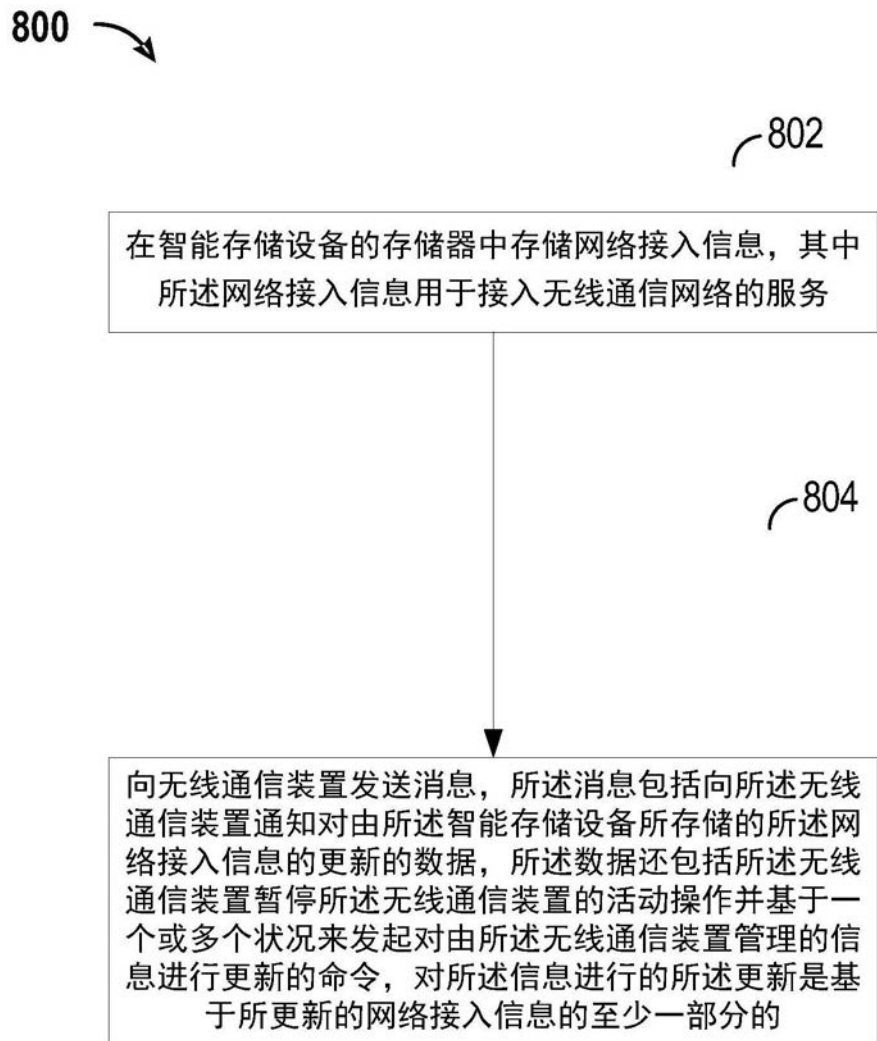 800
802
在智能存储设备的存储器中存储网络接入信息，其中
所述网络接入信息用于接入无线通信网络的服务
804
向无线通信装置发送消息，所述消息包括向所述无线
通信装置通知对由所述智能存储设备所存储的所述网
络接入信息的更新的数据，所述数据还包括所述无线
通信装置暂停所述无线通信装置的活动操作并基于一
个或多个状况来发起对由所述无线通信装置管理的信
息进行更新的命令，对所述信息进行的所述更新是基
于所更新的网络接入信息的至少一部分的